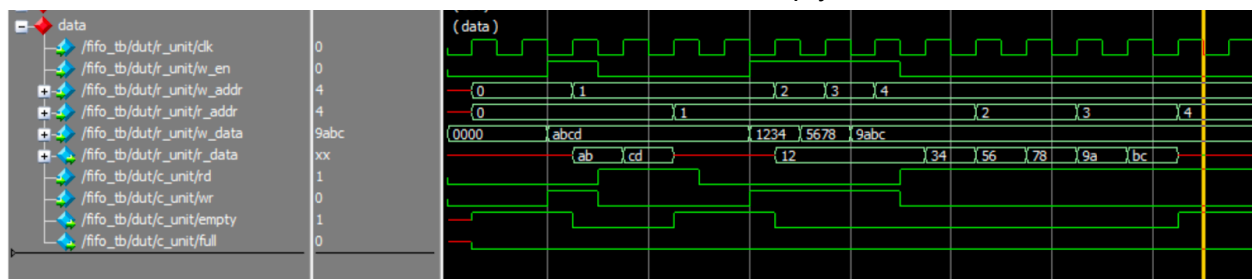 data (data)
/fifo_tb/dut/r_unit/clk 0
/fifo_tb/dut/r_unit/w_en 0
/fifo_tb/dut/r_unit/w_addr 4 0 1 2 3 4
/fifo_tb/dut/r_unit/r_addr 4 0 1 2 3 4
/fifo_tb/dut/r_unit/w_data 9abc 0000 abcd 1234 5678 9abc
/fifo_tb/dut/r_unit/r_data xx ab cd 12 34 56 78 9a bc
/fifo_tb/dut/c_unit/rd 1
/fifo_tb/dut/c_unit/wr 0
/fifo_tb/dut/c_unit/empty 1
/fifo_tb/dut/c_unit/full 0